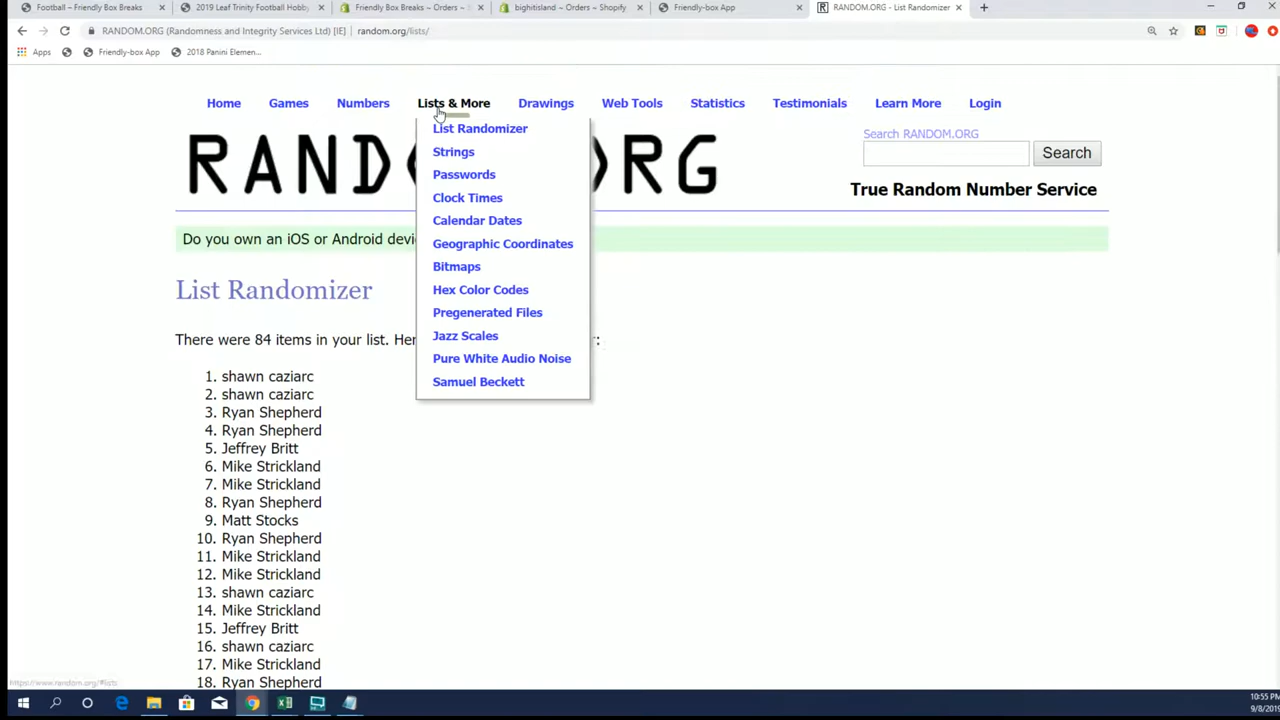 Football ~ Friendly Box Breaks
2019 Leaf Trinity Football Hobby
Friendly Box Breaks ~ Orders ~ S
bighitisland ~ Orders ~ Shopify
Friendly-box App
RANDOM.ORG - List Randomizer
RANDOM.ORG (Randomness and Integrity Services Ltd) [IE] | random.org/lists/
Apps
Friendly-box App
2018 Panini Elemen...
Home
Games
Numbers
Lists & More
Drawings
Web Tools
Statistics
Testimonials
Learn More
Login
List Randomizer
Strings
Passwords
Clock Times
Calendar Dates
Geographic Coordinates
Bitmaps
Hex Color Codes
Pregenerated Files
Jazz Scales
Pure White Audio Noise
Samuel Beckett
RAND
ORG
Search RANDOM.ORG
Search
True Random Number Service
Do you own an iOS or Android devi
List Randomizer
There were 84 items in your list. Her :
1. shawn caziarc
2. shawn caziarc
3. Ryan Shepherd
4. Ryan Shepherd
5. Jeffrey Britt
6. Mike Strickland
7. Mike Strickland
8. Ryan Shepherd
9. Matt Stocks
10. Ryan Shepherd
11. Mike Strickland
12. Mike Strickland
13. shawn caziarc
14. Mike Strickland
15. Jeffrey Britt
16. shawn caziarc
17. Mike Strickland
18. Ryan Shepherd
https://www.random.org/#lists
10:55 PM
9/8/2019